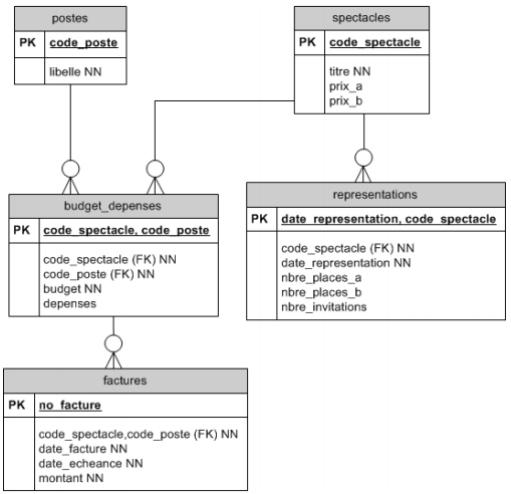 postes
PK code_poste
libelle NN
spectacles
PK code_spectacle
titre NN
prix_a
prix_b
budget_depenses
PK code_spectacle, code_poste
code_spectacle (FK) NN
code_poste (FK) NN
budget NN
depenses
representations
PK date_representation, code_spectacle
code_spectacle (FK) NN
date_representation NN
nbre_places_a
nbre_places_b
nbre_invitations
factures
PK no_facture
code_spectacle,code_poste (FK) NN
date_facture NN
date_echeance NN
montant NN